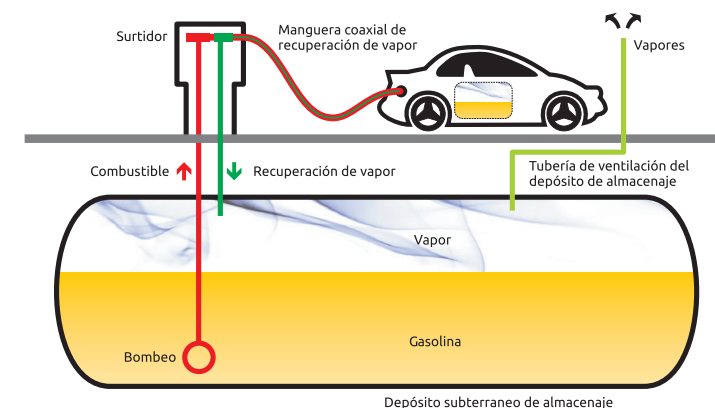 Surtidor
Manguera coaxial de
recuperación de vapor
Vapores
Combustible
Recuperación de vapor
Tubería de ventilación del
depósito de almacenaje
Vapor
Gasolina
Bombeo
Depósito subterraneo de almacenaje